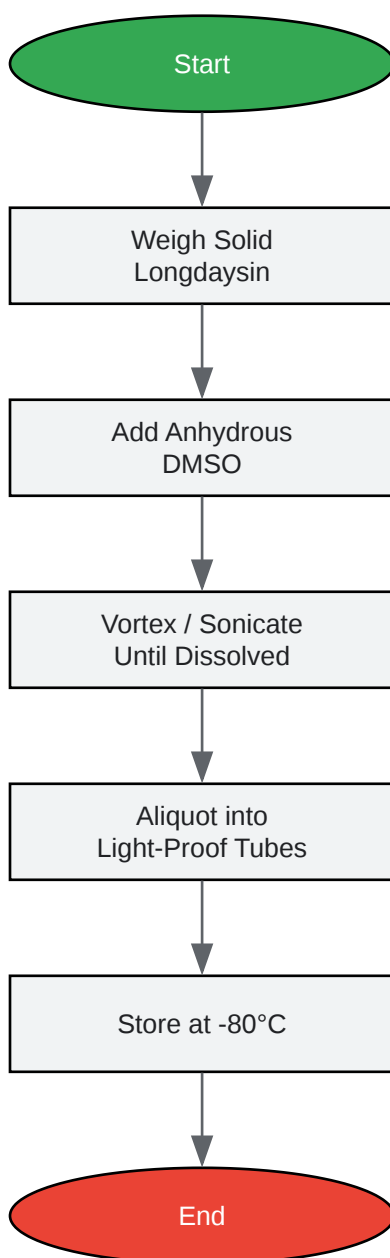 Start
Weigh Solid
Longdaysin
Add Anhydrous
DMSO
Vortex / Sonicate
Until Dissolved
Aliquot into
Light-Proof Tubes
Store at -80°C
End